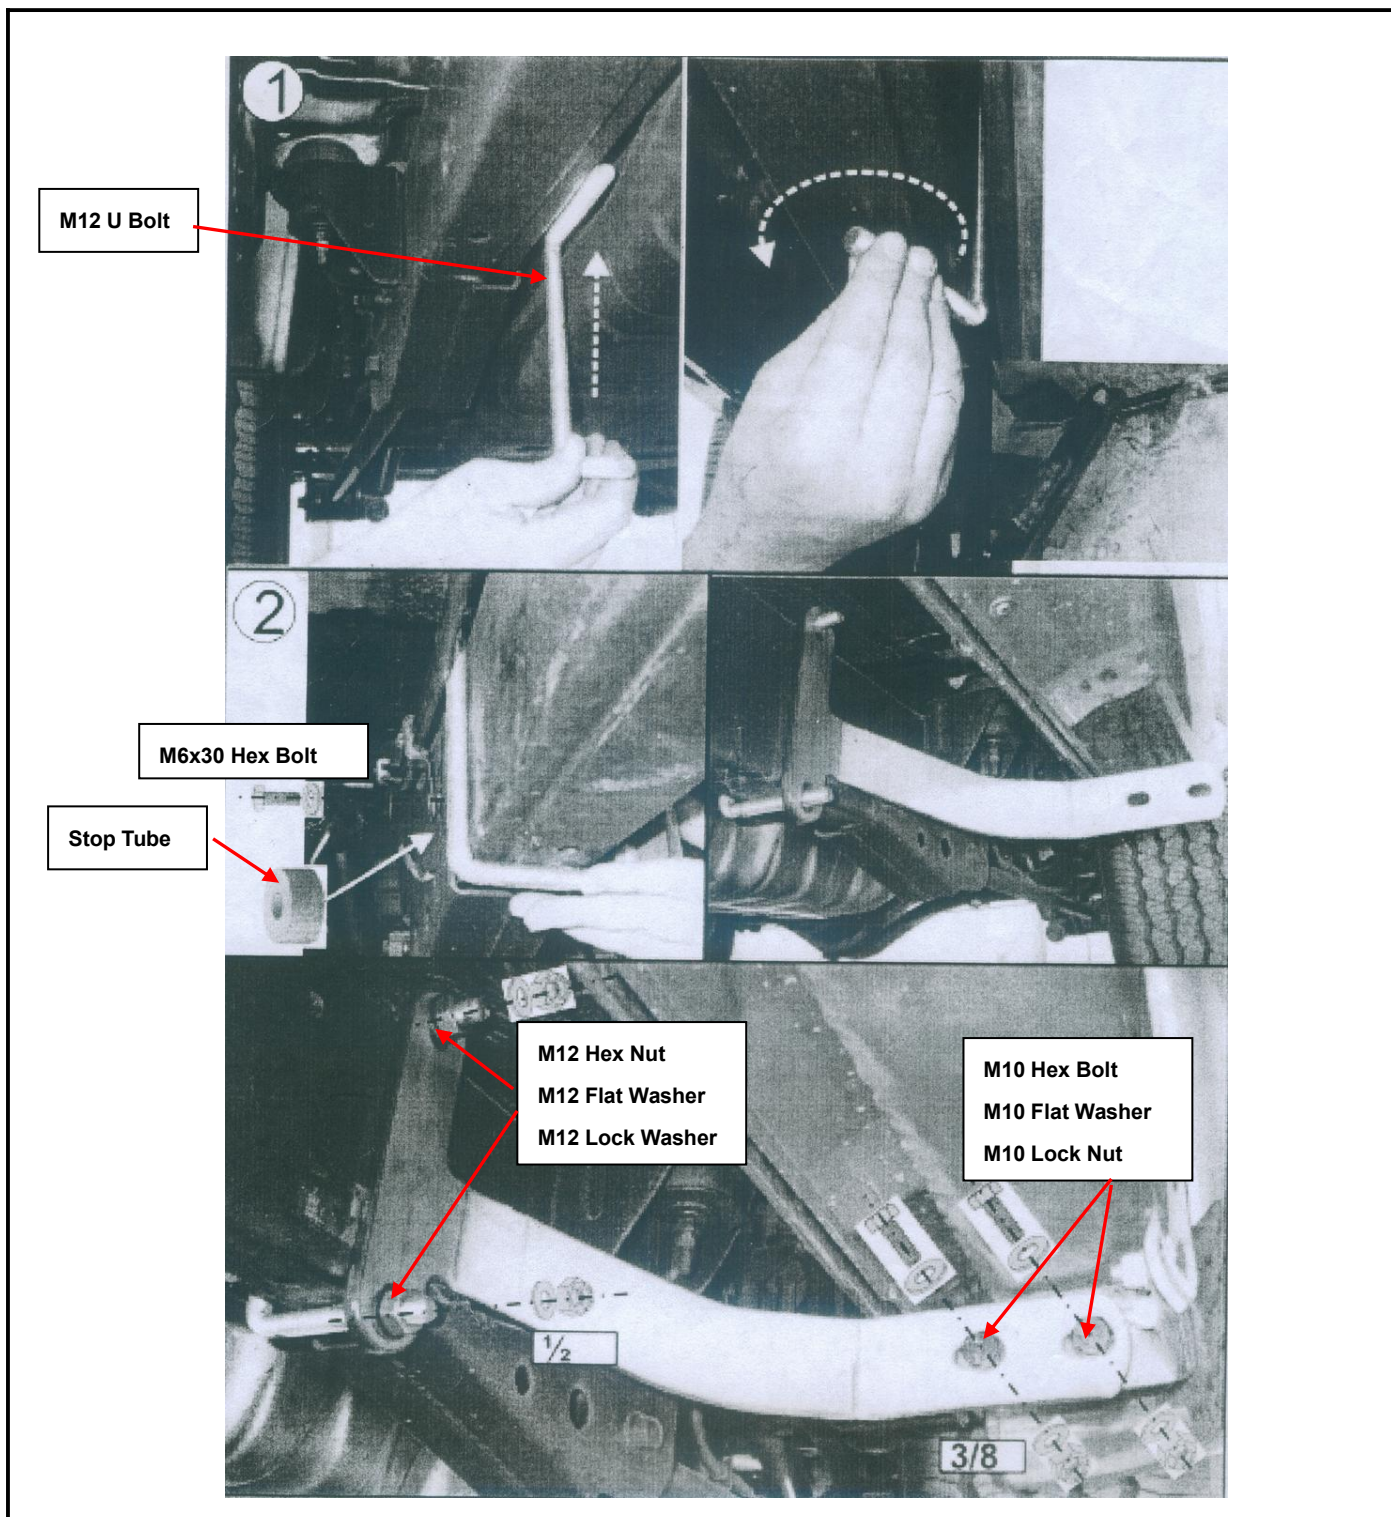 1
M12 U Bolt
2
M6x30 Hex Bolt
Stop Tube
M12 Hex Nut
M12 Flat Washer
M12 Lock Washer
M10 Hex Bolt
M10 Flat Washer
M10 Lock Nut
½
3/8